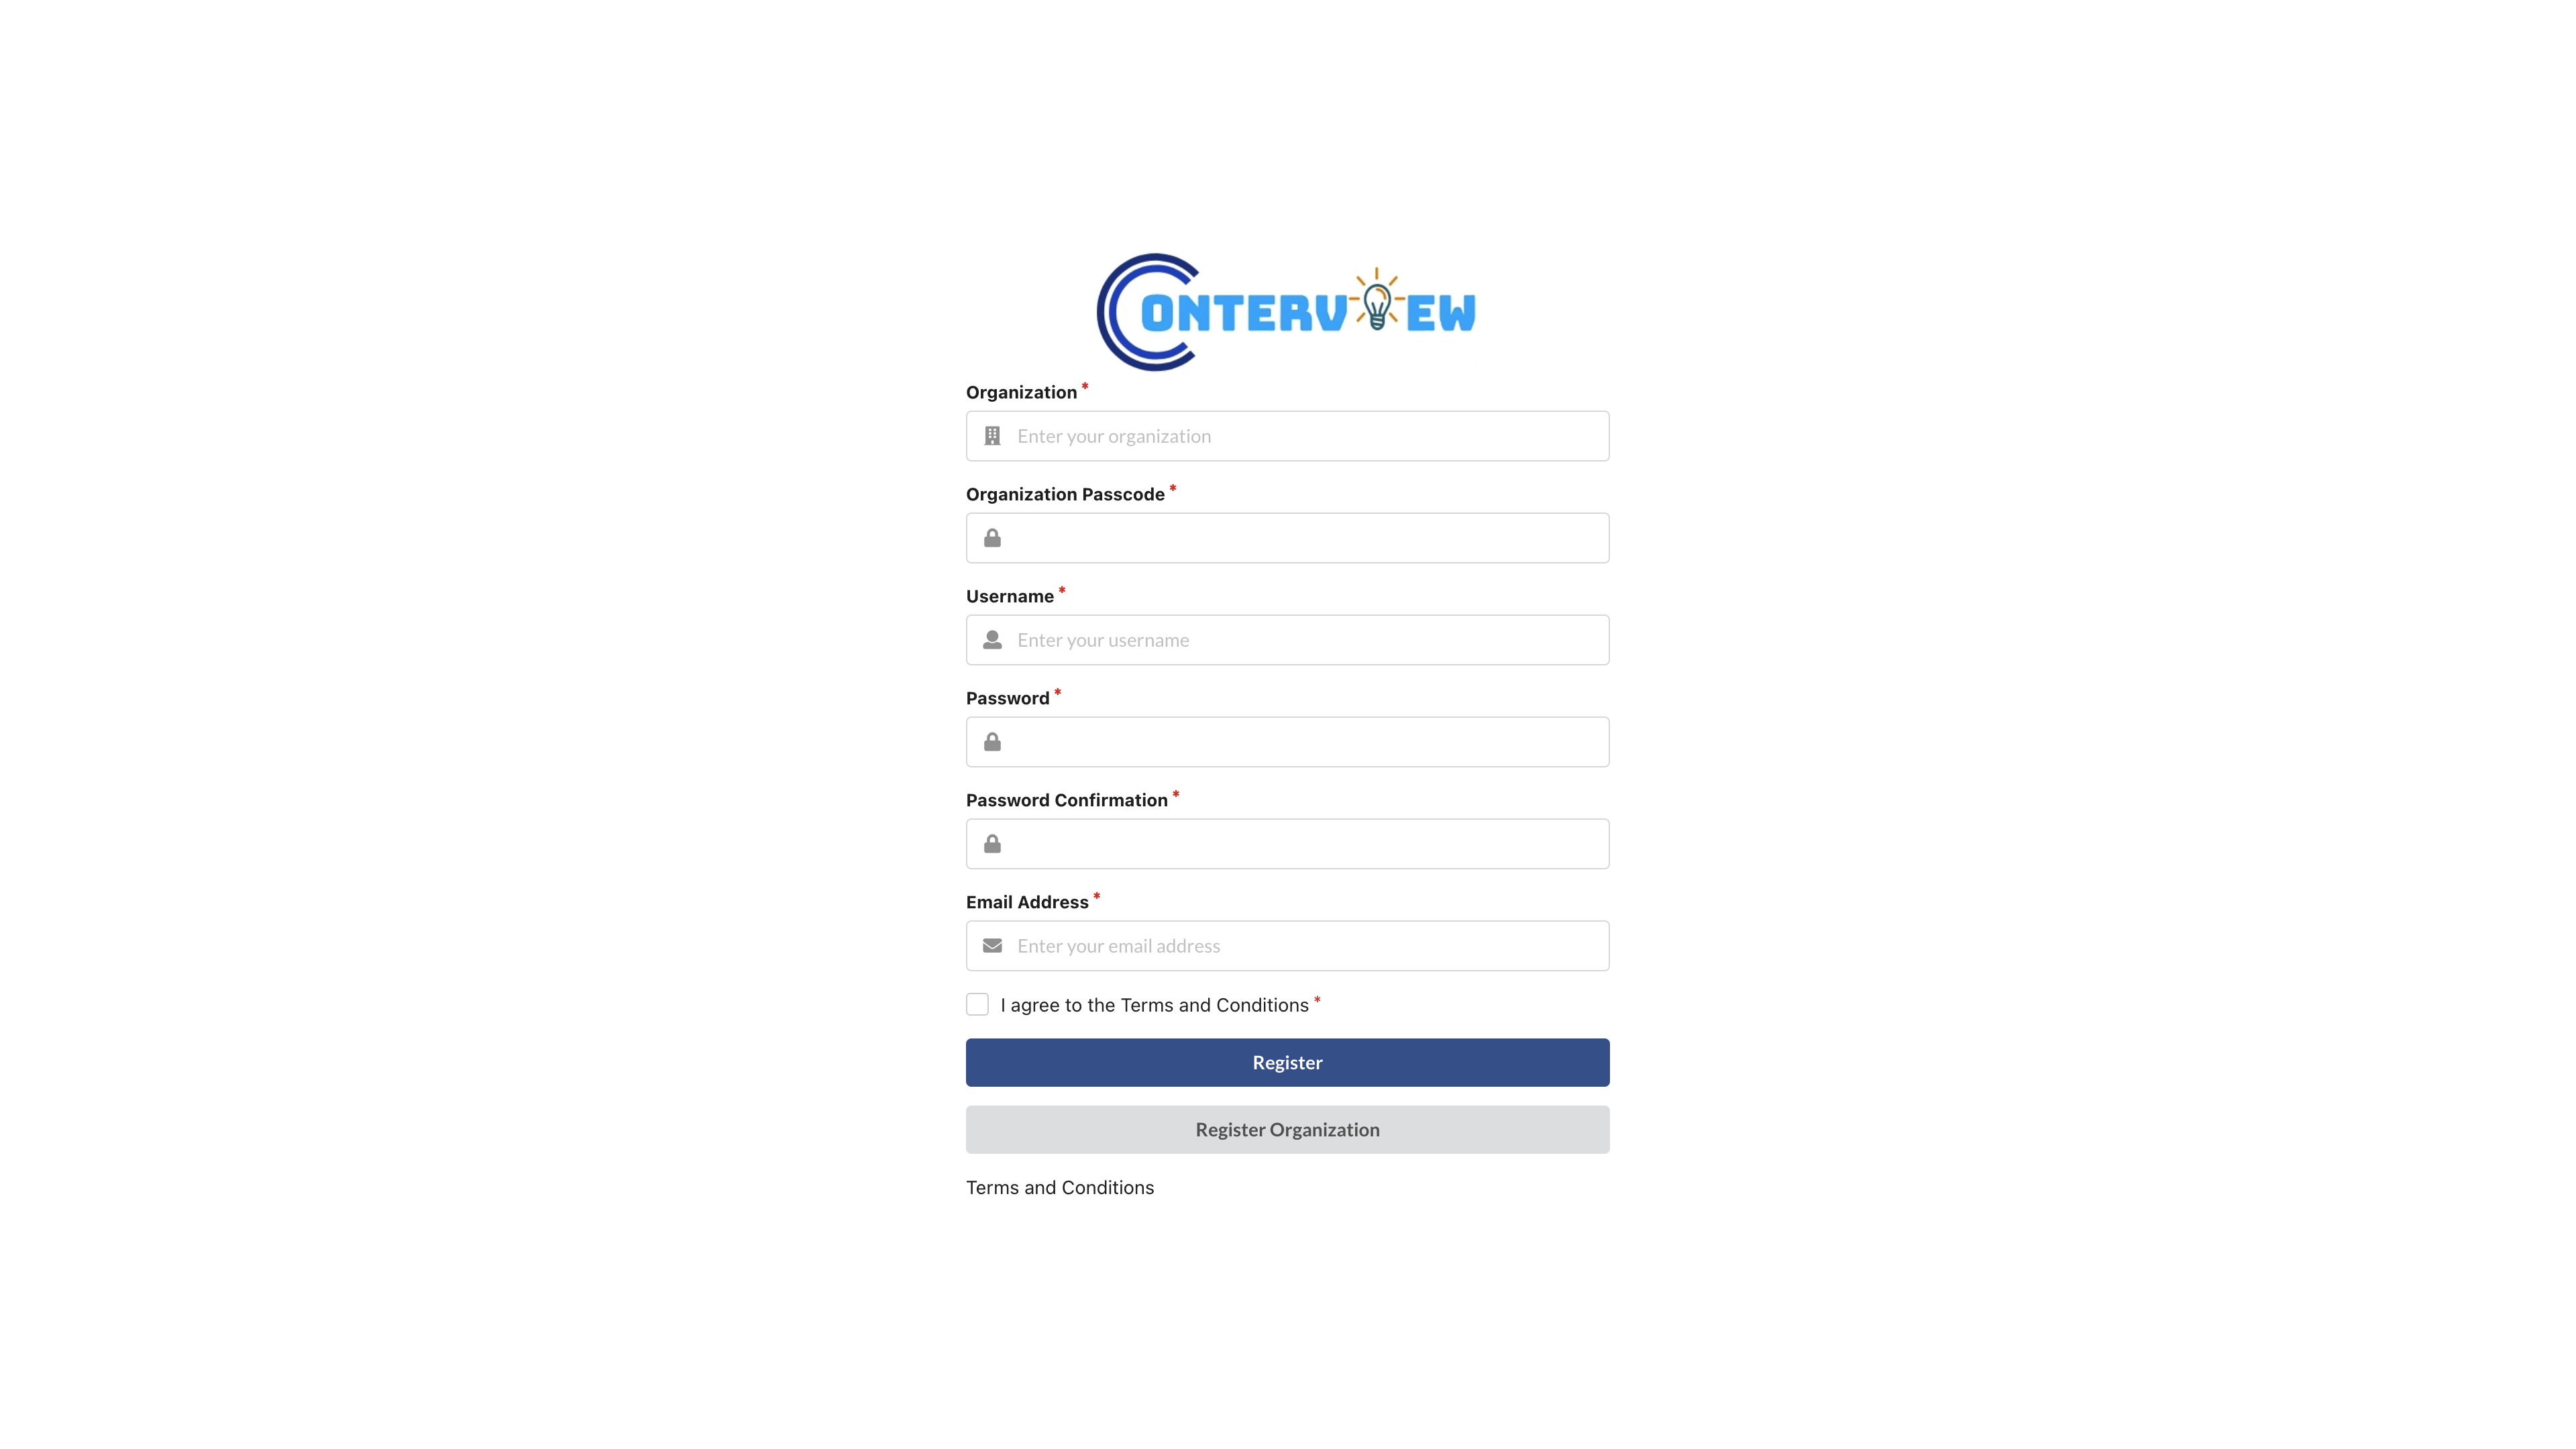 CONTERVIEW
Organization *
Enter your organization
Organization Passcode *
Username *
Enter your username
Password *
Password Confirmation *
Email Address *
Enter your email address
I agree to the Terms and Conditions *
Register
Register Organization
Terms and Conditions